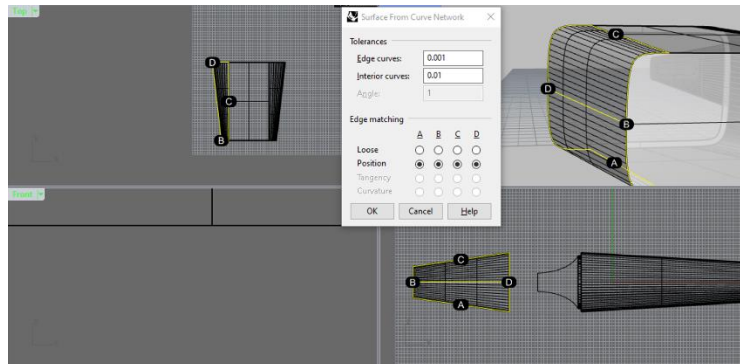 Top
Surface From Curve Network
Tolerances
Edge curves: 0.001
Interior curves: 0.01
Angle: 1
Edge matching
A B C D
Loose
Position
Tangency
Curvature
OK Cancel Help
D
C
B
C
D
B
A
Front
C
B D
A